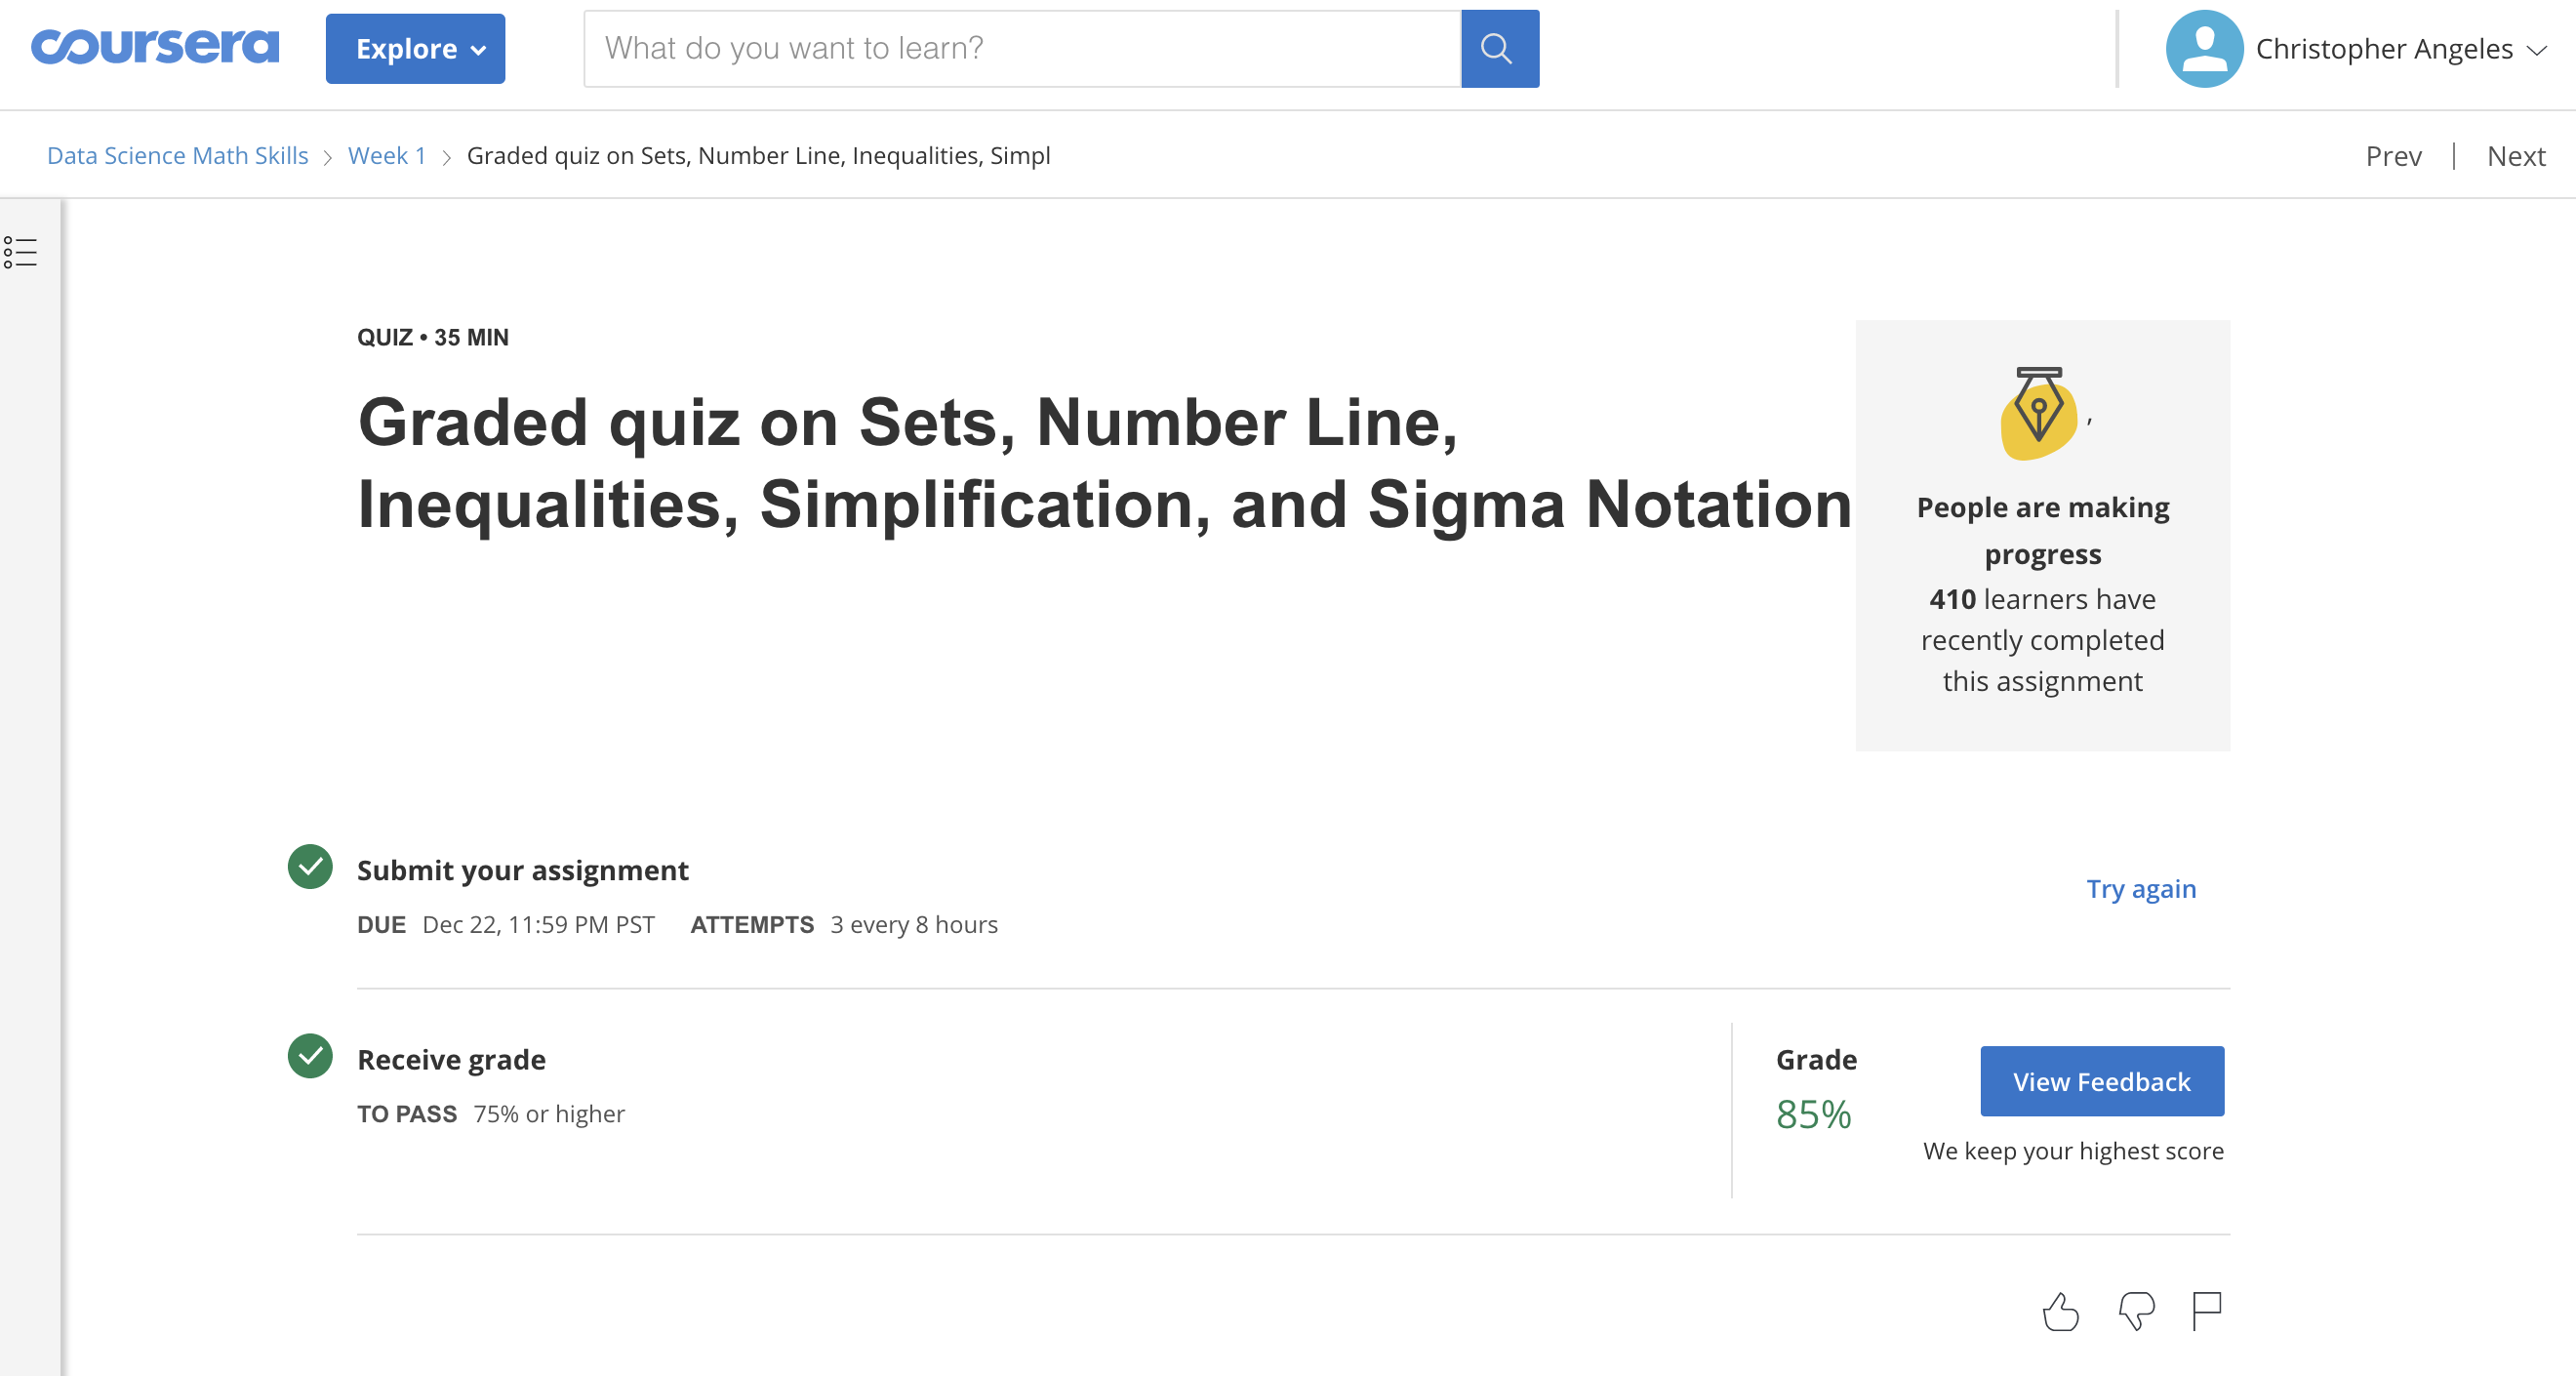 coursera
Explore
What do you want to learn?
Christopher Angeles
Data Science Math Skills > Week 1 > Graded quiz on Sets, Number Line, Inequalities, Simpl
Prev | Next
QUIZ • 35 MIN
Graded quiz on Sets, Number Line,
Inequalities, Simplification, and Sigma Notation
,
People are making
progress
410 learners have
recently completed
this assignment
Submit your assignment
DUE Dec 22, 11:59 PM PST ATTEMPTS 3 every 8 hours
Try again
Receive grade
TO PASS 75% or higher
Grade
85%
View Feedback
We keep your highest score